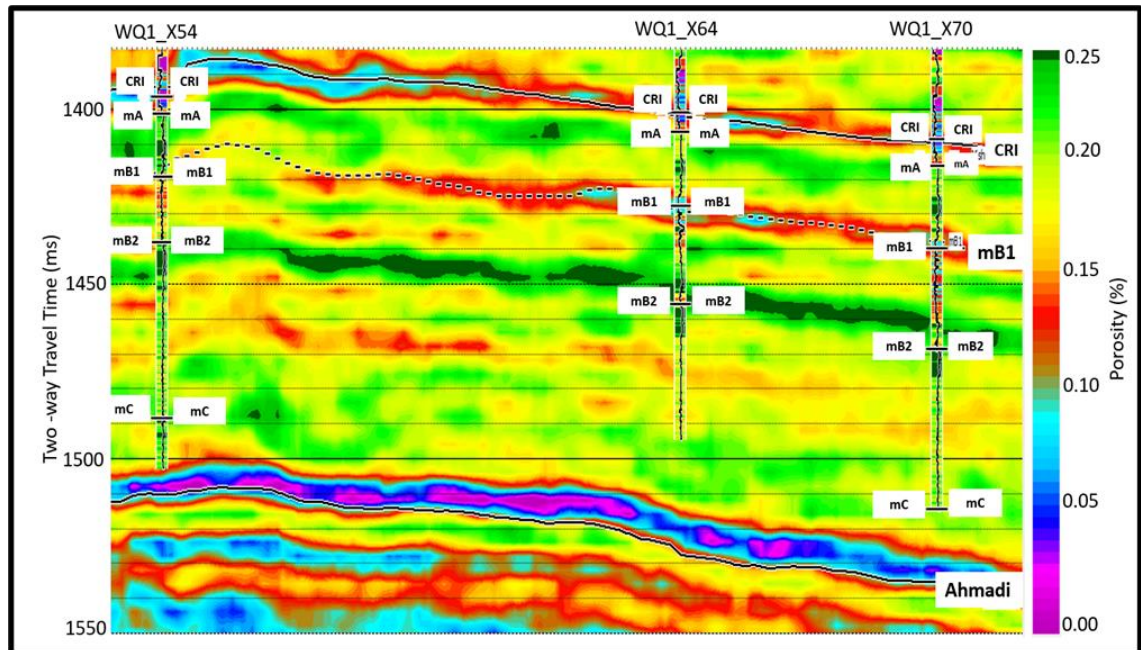 WQ1_X54
WQ1_X64
WQ1_X70
Two -way Travel Time (ms)
1400
1450
1500
1550
CRI CRI
mA mA
mB1 mB1
mB2 mB2
mC mC
CRI CRI
mA mA
mB1 mB1
mB2 mB2
CRI CRI
mA mA
mB1 mB1
mB2 mB2
mC mC
CRI
mB1
Ahmadi
0.25
0.20
0.15
0.10
0.05
0.00
Porosity (%)